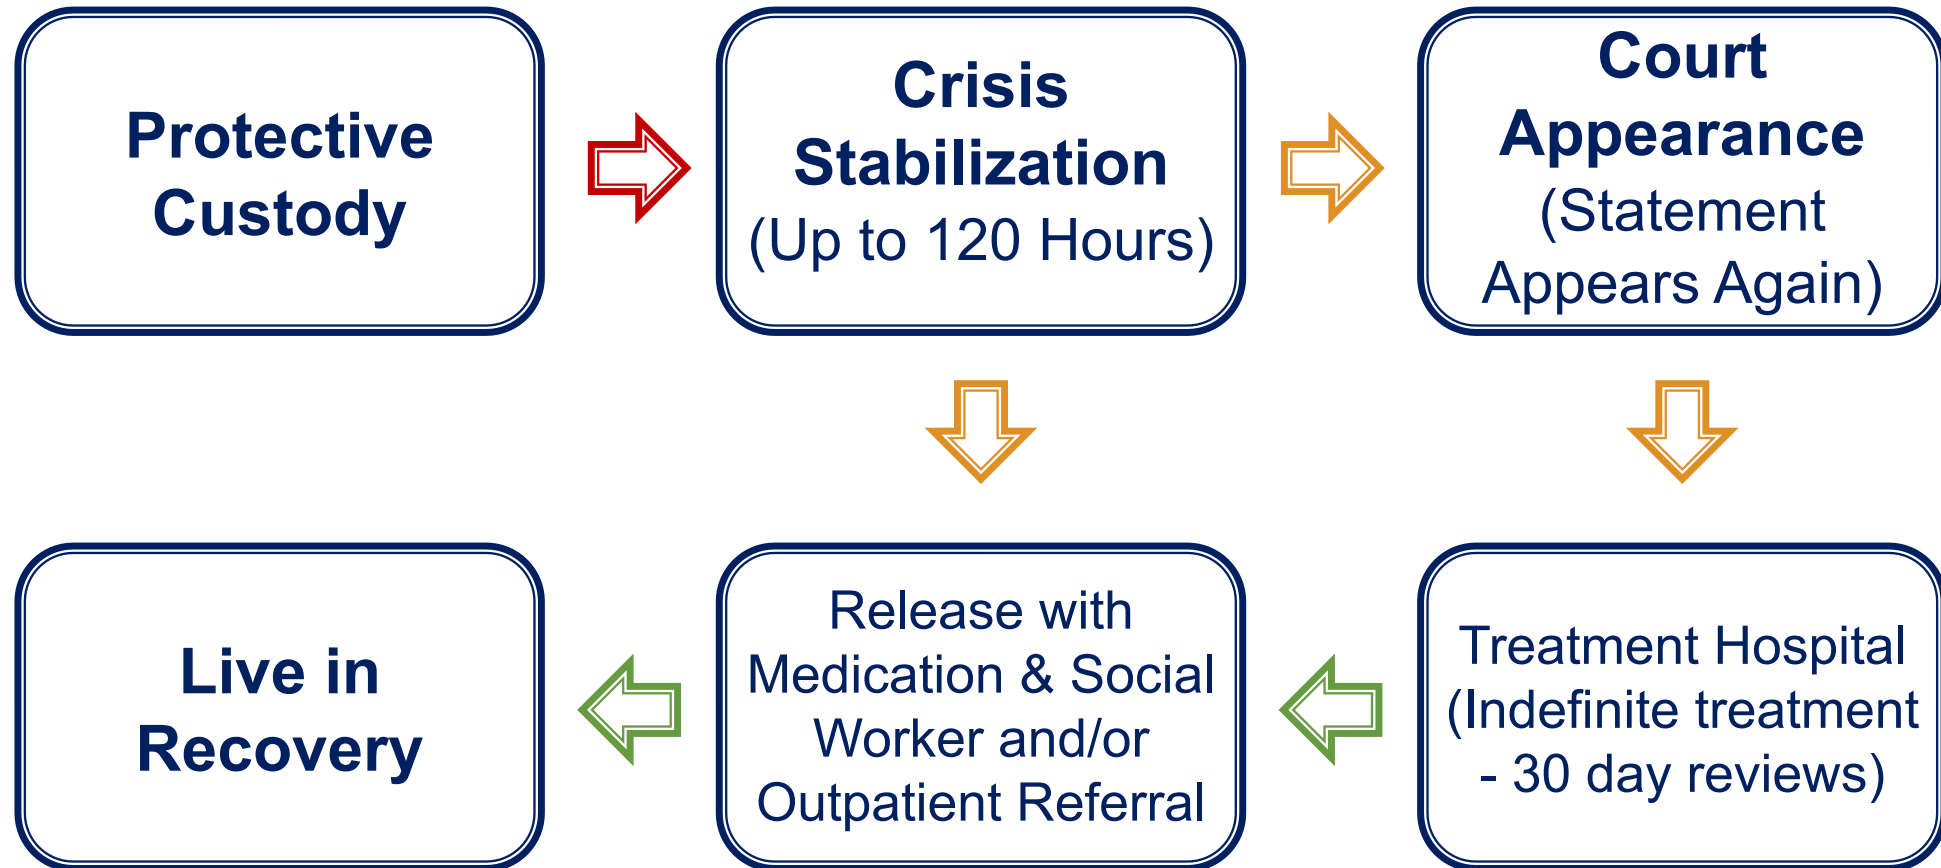 Protective
Custody
Crisis
Stabilization
(Up to 120 Hours)
Court
Appearance
(Statement
Appears Again)
Live in
Recovery
Release with
Medication & Social
Worker and/or
Outpatient Referral
Treatment Hospital
(Indefinite treatment
- 30 day reviews)